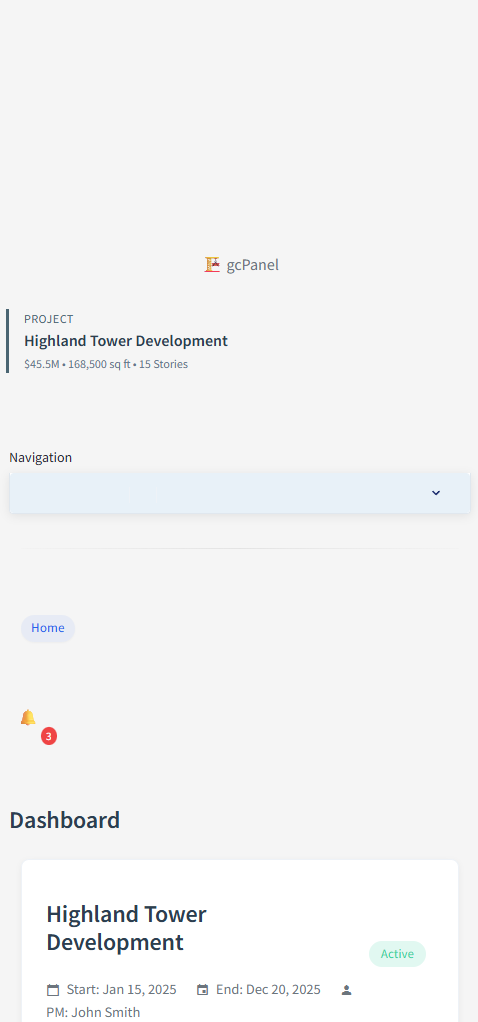 gcPanel
PROJECT
Highland Tower Development
$45.5M • 168,500 sq ft • 15 Stories
Navigation
Home
3
Dashboard
Highland Tower
Development
Active
Start: Jan 15, 2025 End: Dec 20, 2025
PM: John Smith